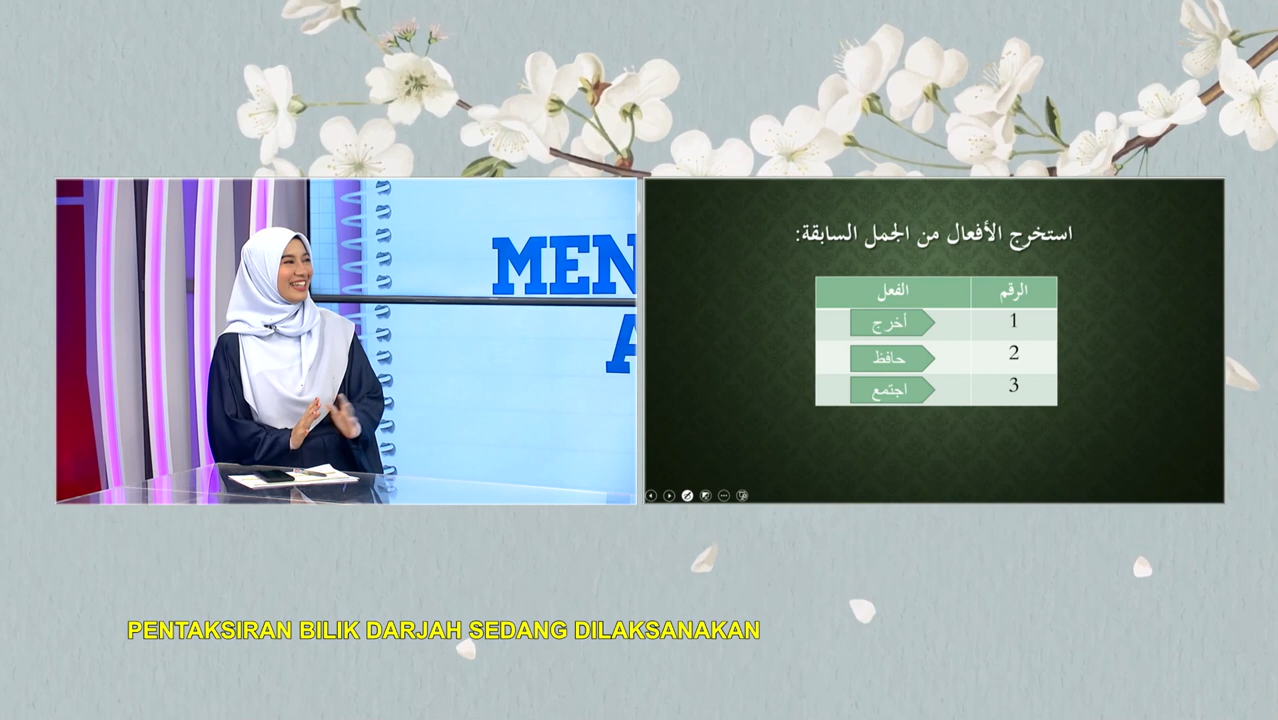 MEN
A
استخرج الأفعال من الجمل السابقة:
الرقم الفعل
1 أخرج
2 حافظ
3 اجتمع
PENTAKSIRAN BILIK DARJAH SEDANG DILAKSANAKAN